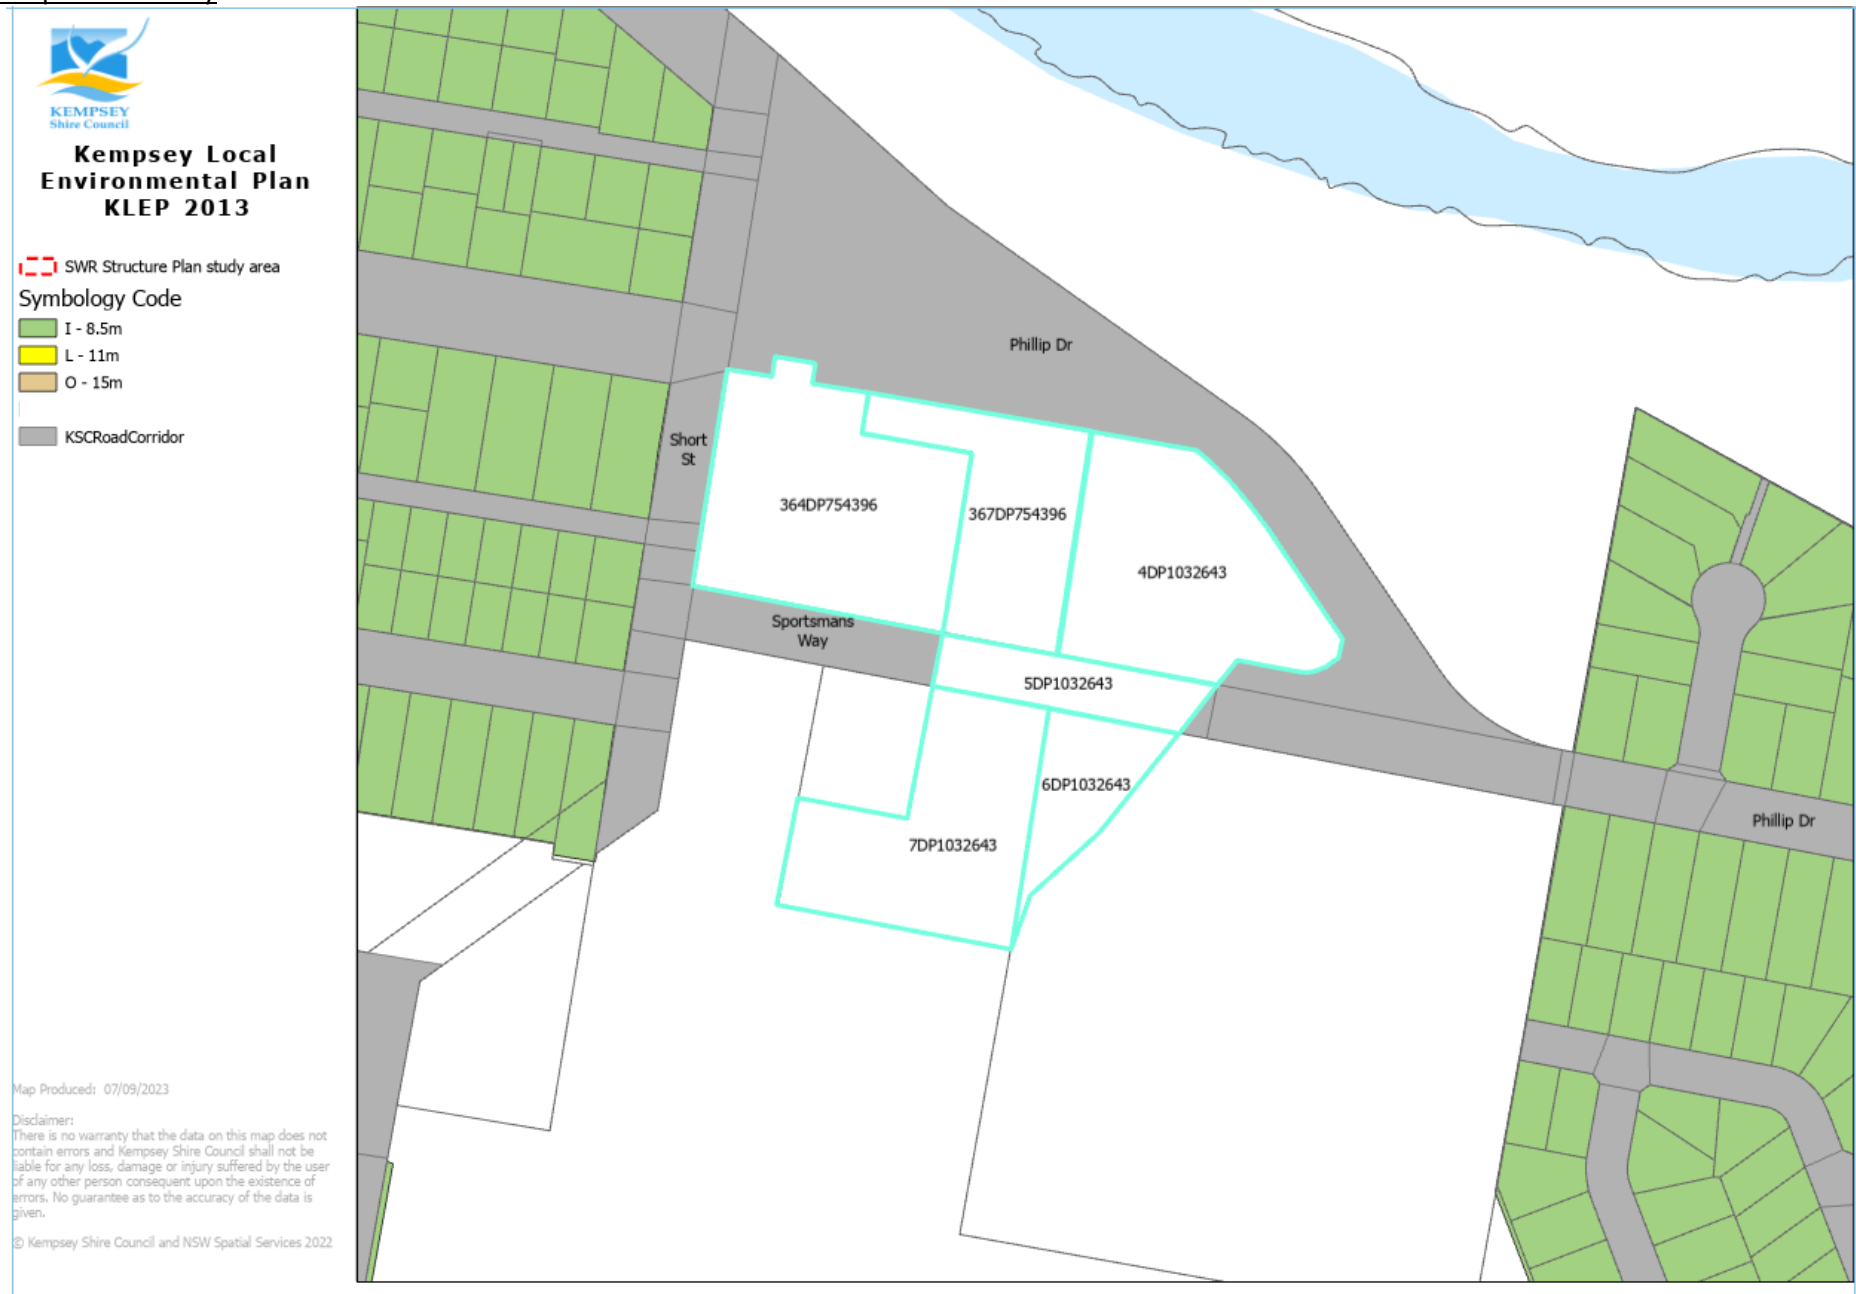 KEMPSEY
Shire Council
Kempsey Local
Environmental Plan
KLEP 2013
SWR Structure Plan study area
Symbology Code
I - 8.5m
L - 11m
O - 15m
KSCRoadCorridor
Map Produced: 07/09/2023
Disclaimer:
There is no warranty that the data on this map does not
contain errors and Kempsey Shire Council shall not be
liable for any loss, damage or injury suffered by the user
of any other person consequent upon the existence of
errors. No guarantee as to the accuracy of the data is
given.
© Kempsey Shire Council and NSW Spatial Services 2022
Phillip Dr
Short
St
364DP754396
367DP754396
4DP1032643
Sportsmans
Way
5DP1032643
6DP1032643
7DP1032643
Phillip Dr